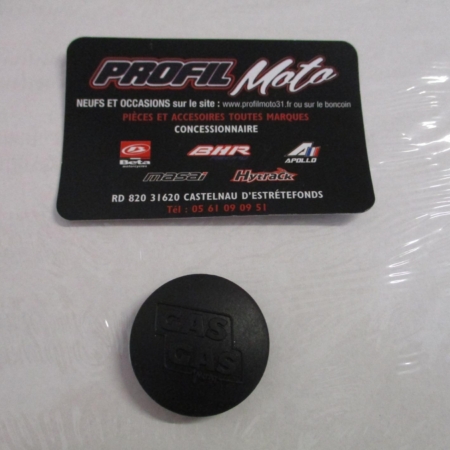 PROFIL Moto
NEUFS ET OCCASIONS sur le site : www.profilmoto31.fr ou sur le boncoin
PIÈCES ET ACCESOIRES TOUTES MARQUES
CONCESSIONNAIRE
Beta BHR APOLLO
masai Hytrack
RD 820 31620 CASTELNAU D'ESTRÉTEFONDS
Tél : 05 61 09 09 51
GAS
GAS